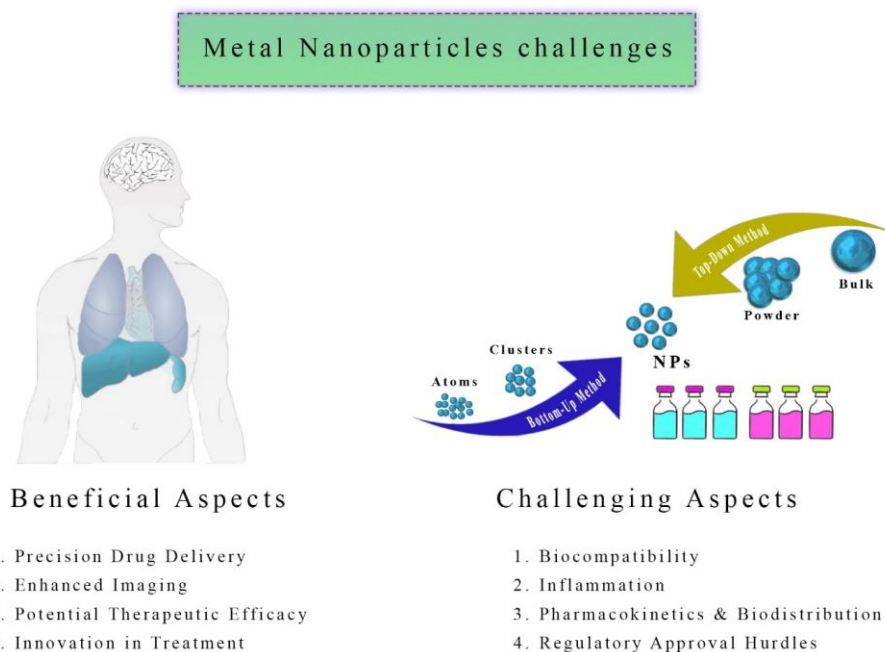 Metal Nanoparticles challenges
Top-Down Method
Bulk
Powder
NPs
Clusters
Atoms
Bottom-Up Method
Beneficial Aspects
. Precision Drug Delivery
. Enhanced Imaging
. Potential Therapeutic Efficacy
. Innovation in Treatment
Challenging Aspects
1. Biocompatibility
2. Inflammation
3. Pharmacokinetics & Biodistribution
4. Regulatory Approval Hurdles